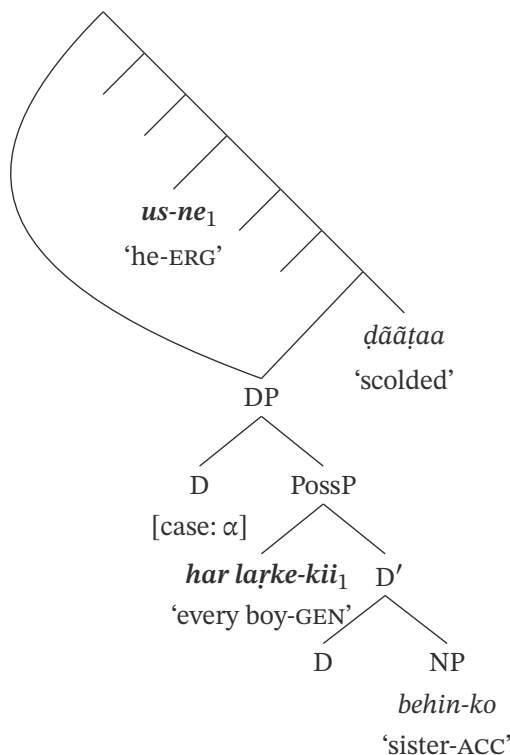 us-ne₁
‘he-ERG’
ḍããṭaa
‘scolded’
DP
D PossP
[case: α]
har laṛke-kii₁ D′
‘every boy-GEN’
D NP
behin-ko
‘sister-ACC’